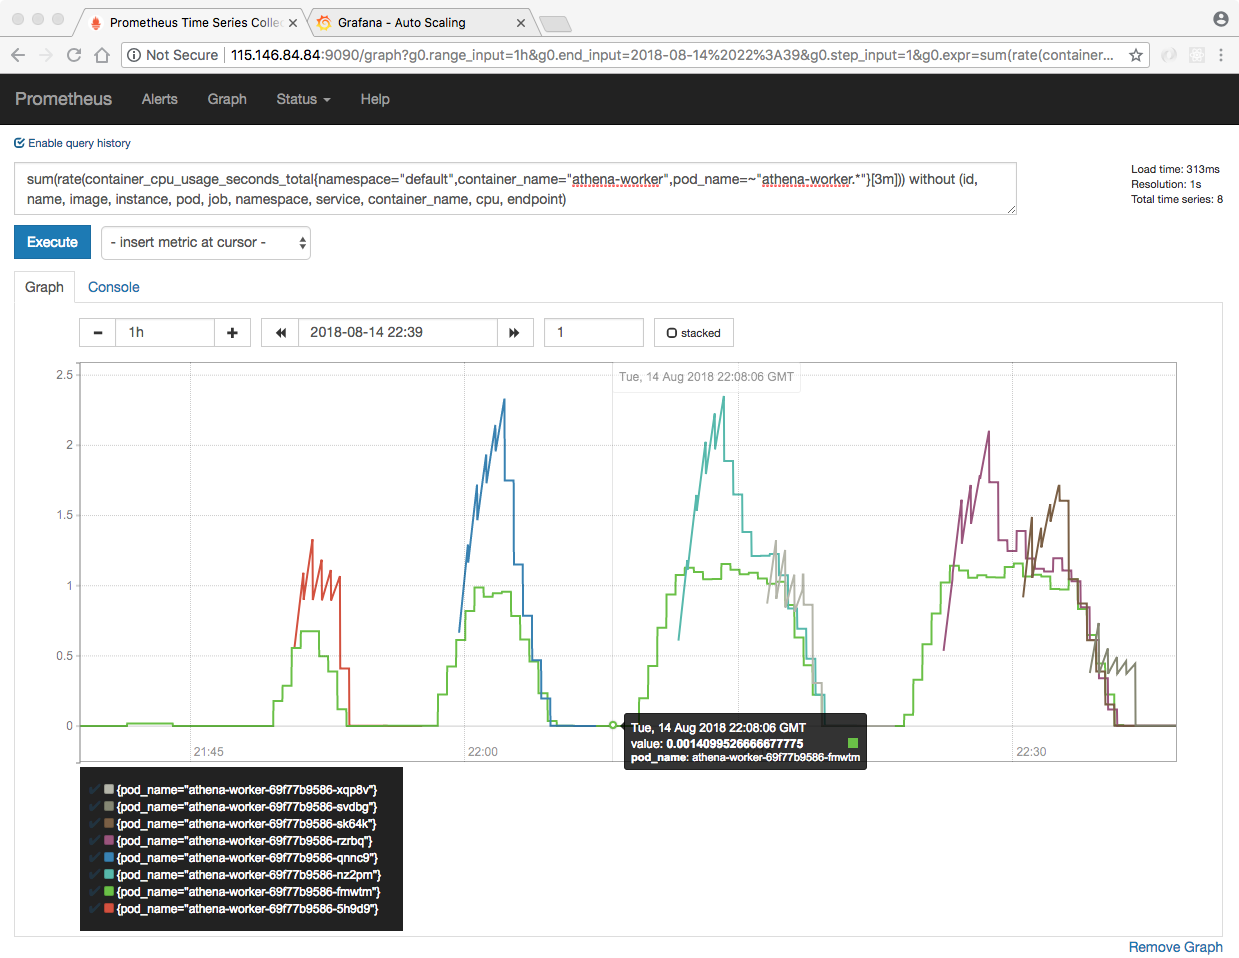 Prometheus Time Series Collec
Grafana - Auto Scaling
Not Secure 115.146.84.84:9090/graph?g0.range_input=1h&g0.end_input=2018-08-14%2022%3A39&g0.step_input=1&g0.expr=sum(rate(container...
Prometheus Alerts Graph Status Help
Enable query history
sum(rate(container_cpu_usage_seconds_total{namespace="default",container_name="athena-worker",pod_name=~"athena-worker.*"}[3m])) without (id,
name, image, instance, pod, job, namespace, service, container_name, cpu, endpoint)
Load time: 313ms
Resolution: 1s
Total time series: 8
Execute - insert metric at cursor -
Graph Console
- 1h + 2018-08-14 22:39 1 stacked
Tue, 14 Aug 2018 22:08:06 GMT
2.5
2
1.5
1
0.5
0
Tue, 14 Aug 2018 22:08:06 GMT
value: 0.0014099526666677775
pod_name: athena-worker-69f77b9586-fmwtm
21:45 22:00 22:30
{pod_name="athena-worker-69f77b9586-xqp8v"}
{pod_name="athena-worker-69f77b9586-svdbg"}
{pod_name="athena-worker-69f77b9586-sk64k"}
{pod_name="athena-worker-69f77b9586-rzrbq"}
{pod_name="athena-worker-69f77b9586-qnnc9"}
{pod_name="athena-worker-69f77b9586-nz2pm"}
{pod_name="athena-worker-69f77b9586-fmwtm"}
{pod_name="athena-worker-69f77b9586-5h9d9"}
Remove Graph